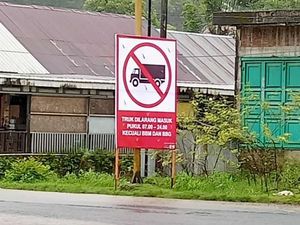 TRUK DILARANG MASUK
PUKUL 07.00 - 24.00
KECUALI BBM DAN BBG